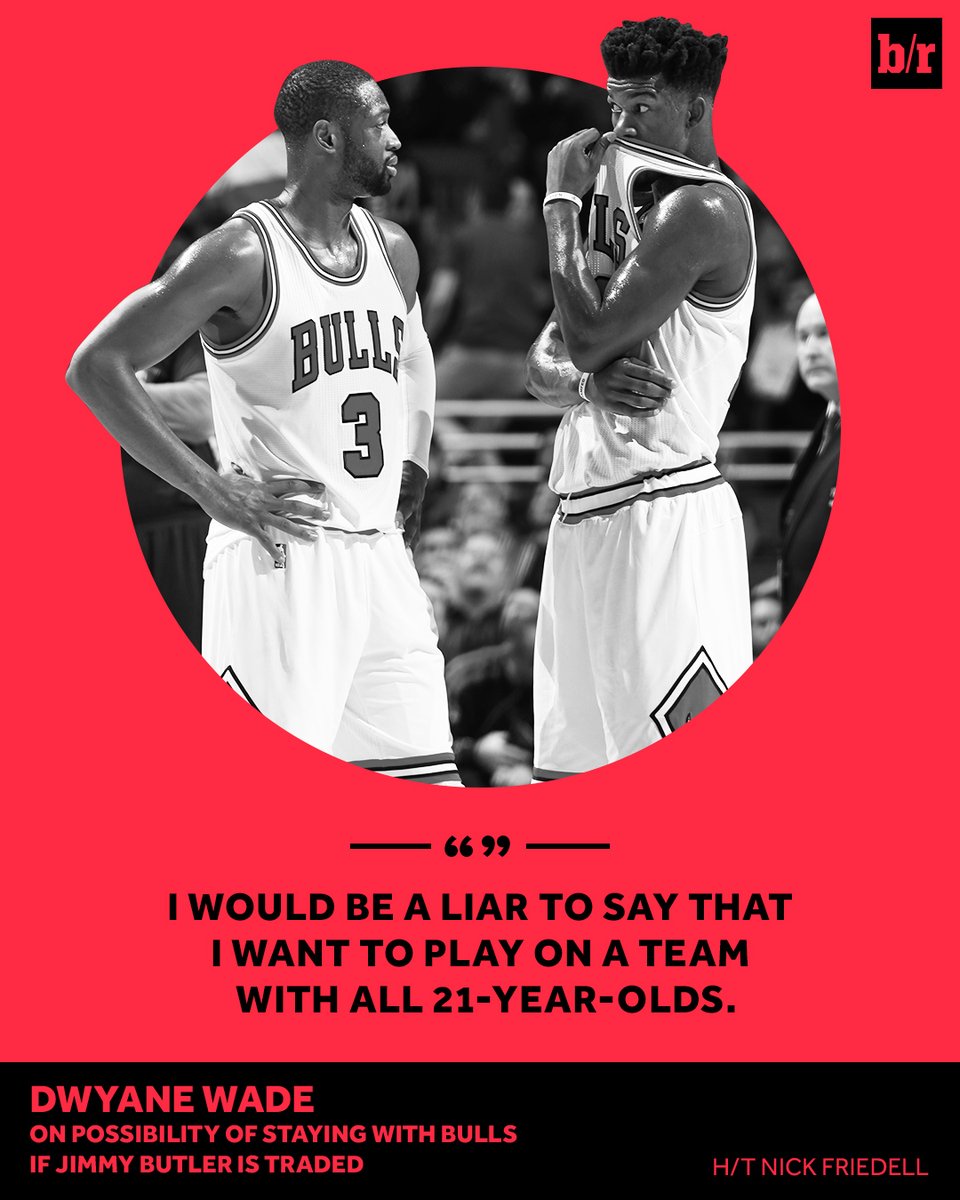 b/r
BULLS
3
LLS
“ ”
I WOULD BE A LIAR TO SAY THAT
I WANT TO PLAY ON A TEAM
WITH ALL 21-YEAR-OLDS.
DWYANE WADE
ON POSSIBILITY OF STAYING WITH BULLS
IF JIMMY BUTLER IS TRADED
H/T NICK FRIEDELL